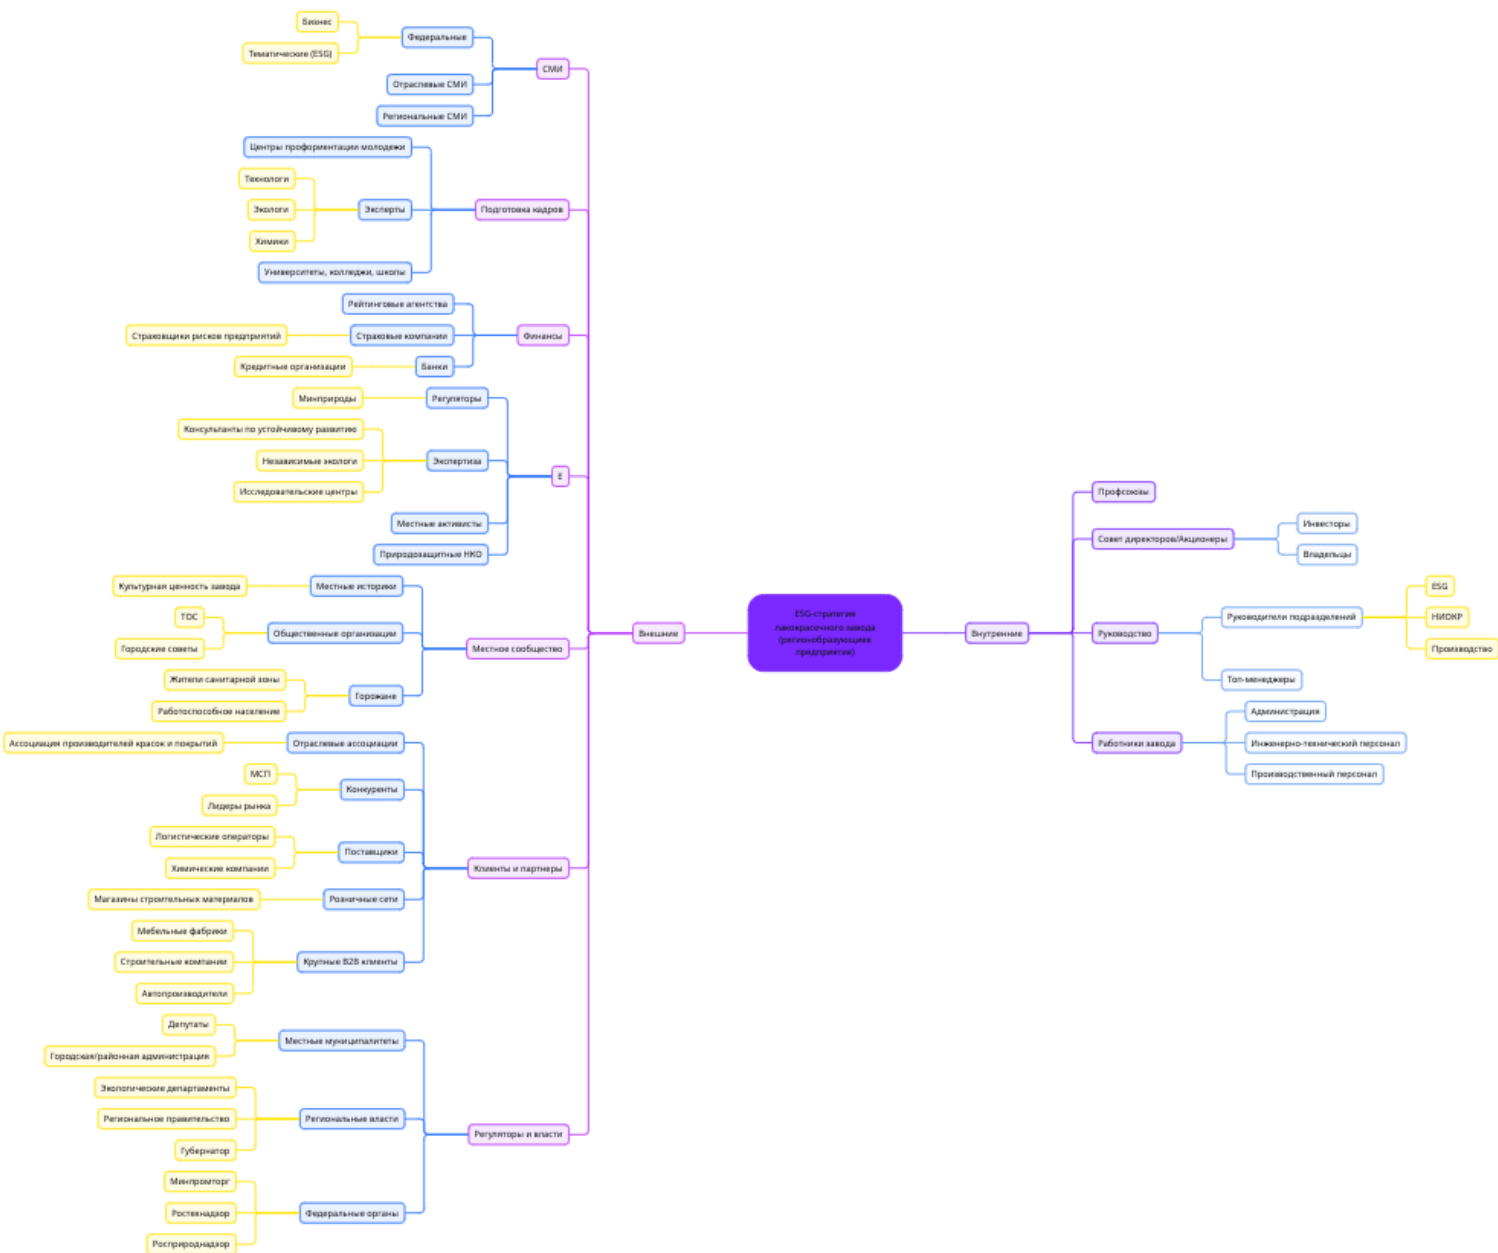 Бизнес
Федеральные
Тематические (ESG)
СМИ
Отраслевые СМИ
Региональные СМИ
Центры профориентации молодежи
Технологи
Экологи
Эксперты
Подготовка кадров
Химики
Университеты, колледжи, школы
Рейтинговые агентства
Страховщики рисков предприятий
Страховые компании
Финансы
Кредитные организации
Банки
Минприроды
Регуляторы
Консультанты по устойчивому развитию
Независимые экологи
Экспертиза
Исследовательские центры
E
Местные активисты
Природозащитные НКО
Культурная ценность завода
Местные историки
ТОС
Общественные организации
Городские советы
Местное сообщество
Жители санитарной зоны
Горожане
Работоспособное население
Ассоциация производителей красок и покрытий
Отраслевые ассоциации
МСП
Конкуренты
Лидеры рынка
Логистические операторы
Поставщики
Химические компании
Клиенты и партнеры
Магазины строительных материалов
Розничные сети
Мебельные фабрики
Строительные компании
Крупные B2B клиенты
Автопроизводители
Депутаты
Местные муниципалитеты
Городская/районная администрация
Экологические департаменты
Региональное правительство
Региональные власти
Губернатор
Регуляторы и власти
Минпромторг
Ростехнадзор
Федеральные органы
Росприроднадзор
Внешние
ESG-стратегия
лакокрасочного завода
(регионобразующее
предприятие)
Внутренние
Профсоюзы
Совет директоров/Акционеры
Инвесторы
Владельцы
Руководство
Руководители подразделений
ESG
НИОКР
Производство
Топ-менеджеры
Работники завода
Администрация
Инженерно-технический персонал
Производственный персонал